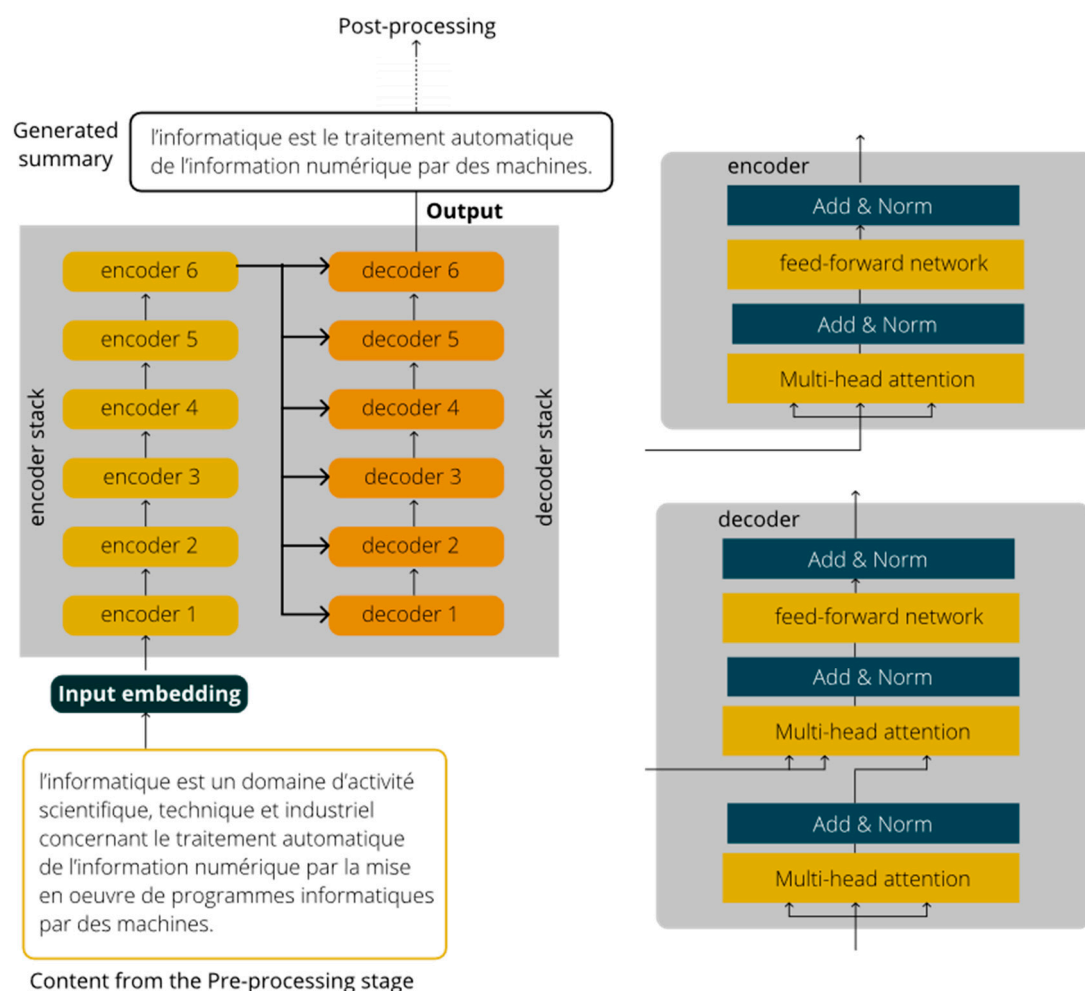 Post-processing
Generated
summary
l'informatique est le traitement automatique
de l'information numérique par des machines.
Output
encoder stack
encoder 6
encoder 5
encoder 4
encoder 3
encoder 2
encoder 1
decoder 6
decoder 5
decoder 4
decoder 3
decoder 2
decoder 1
decoder stack
Input embedding
l'informatique est un domaine d'activité
scientifique, technique et industriel
concernant le traitement automatique
de l'information numérique par la mise
en oeuvre de programmes informatiques
par des machines.
Content from the Pre-processing stage
encoder
Add & Norm
feed-forward network
Add & Norm
Multi-head attention
decoder
Add & Norm
feed-forward network
Add & Norm
Multi-head attention
Add & Norm
Multi-head attention